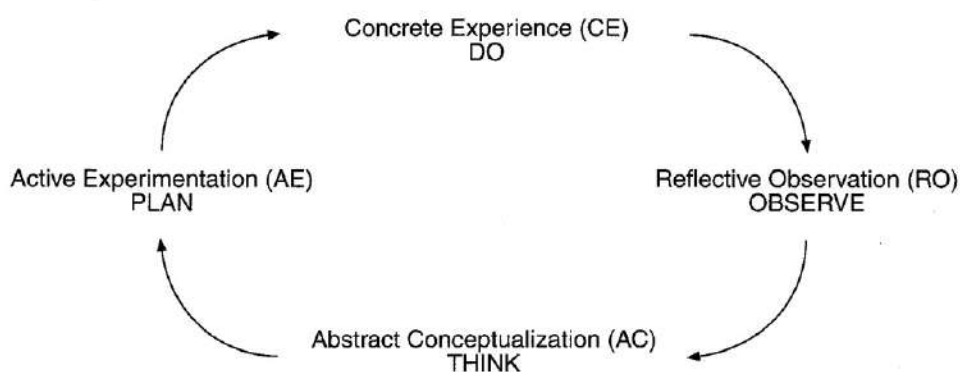 Concrete Experience (CE)
DO
Active Experimentation (AE)
PLAN
Reflective Observation (RO)
OBSERVE
Abstract Conceptualization (AC)
THINK